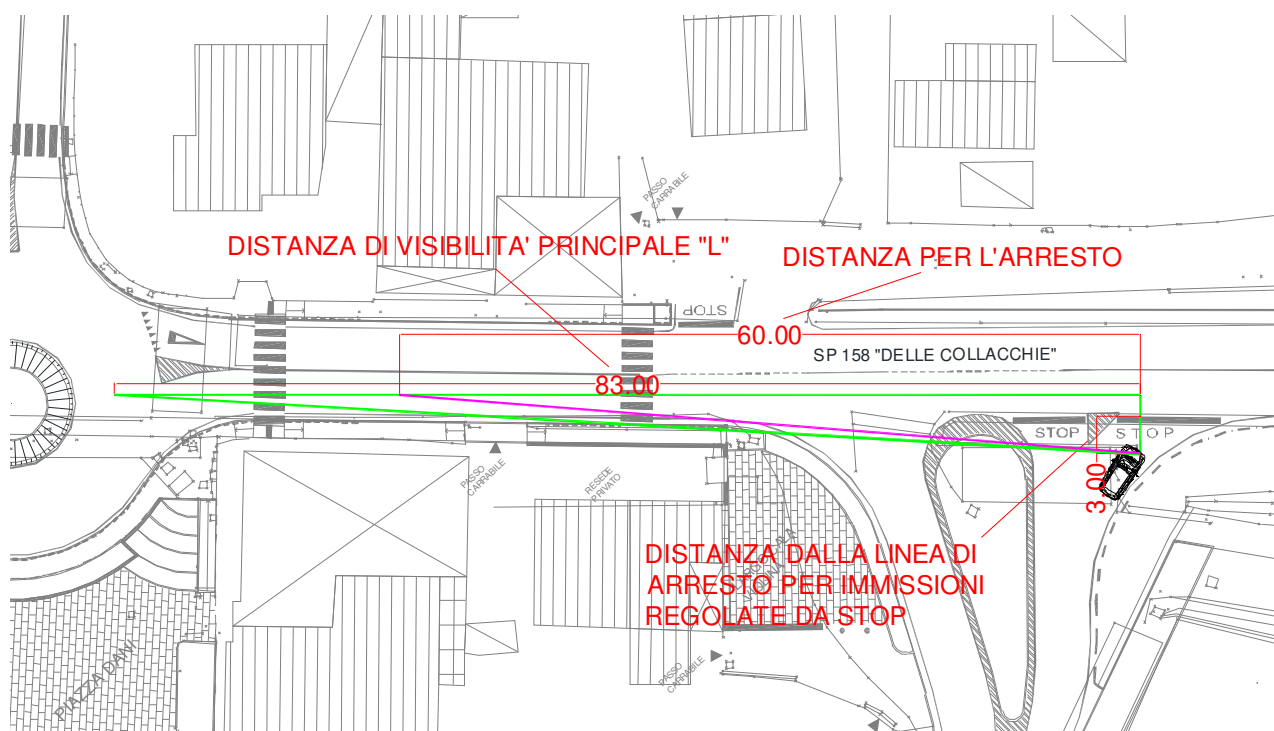 PASSO
CARRABILE
DISTANZA DI VISIBILITA' PRINCIPALE "L"
DISTANZA PER L'ARRESTO
STOP
60.00
SP 158 "DELLE COLLACCHIE"
83.00
STOP
STOP
PASSO
CARRABILE
RESEDE
PRIVATO
3.00
DISTANZA DALLA LINEA DI
ARRESTO PER IMMISSIONI
REGOLATE DA STOP
PASSO
CARRABILE
PIAZZA DANI